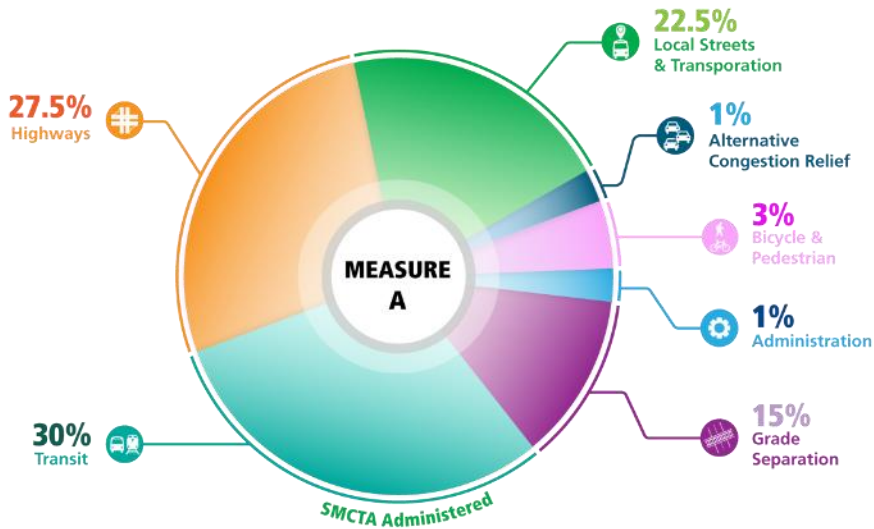 22.5%
Local Streets
& Transporation
27.5%
Highways
1%
Alternative
Congestion Relief
3%
Bicycle &
Pedestrian
MEASURE
A
1%
Administration
15%
Grade
Separation
30%
Transit
SMCTA Administered